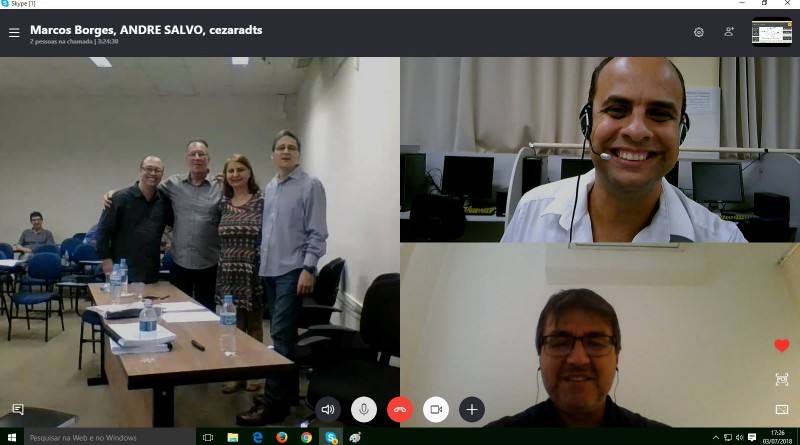 Skype [1]
Marcos Borges, ANDRE SALVO, cezaradts
2 pessoas na chamada | 3:24:30
Pesquisar na Web e no Windows
17:26
03/07/2018